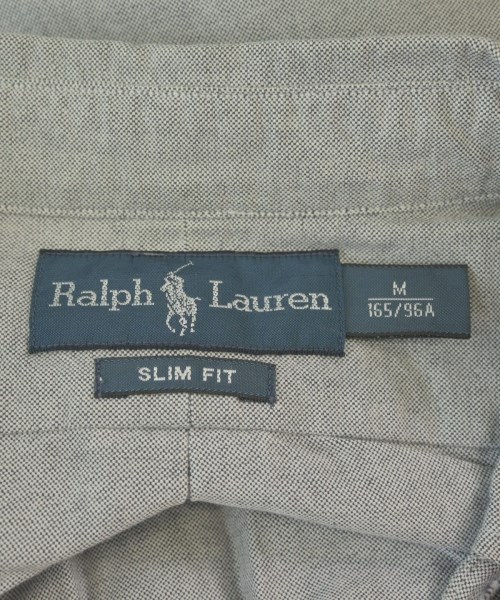 Ralph Lauren
M
165/96A
SLIM FIT